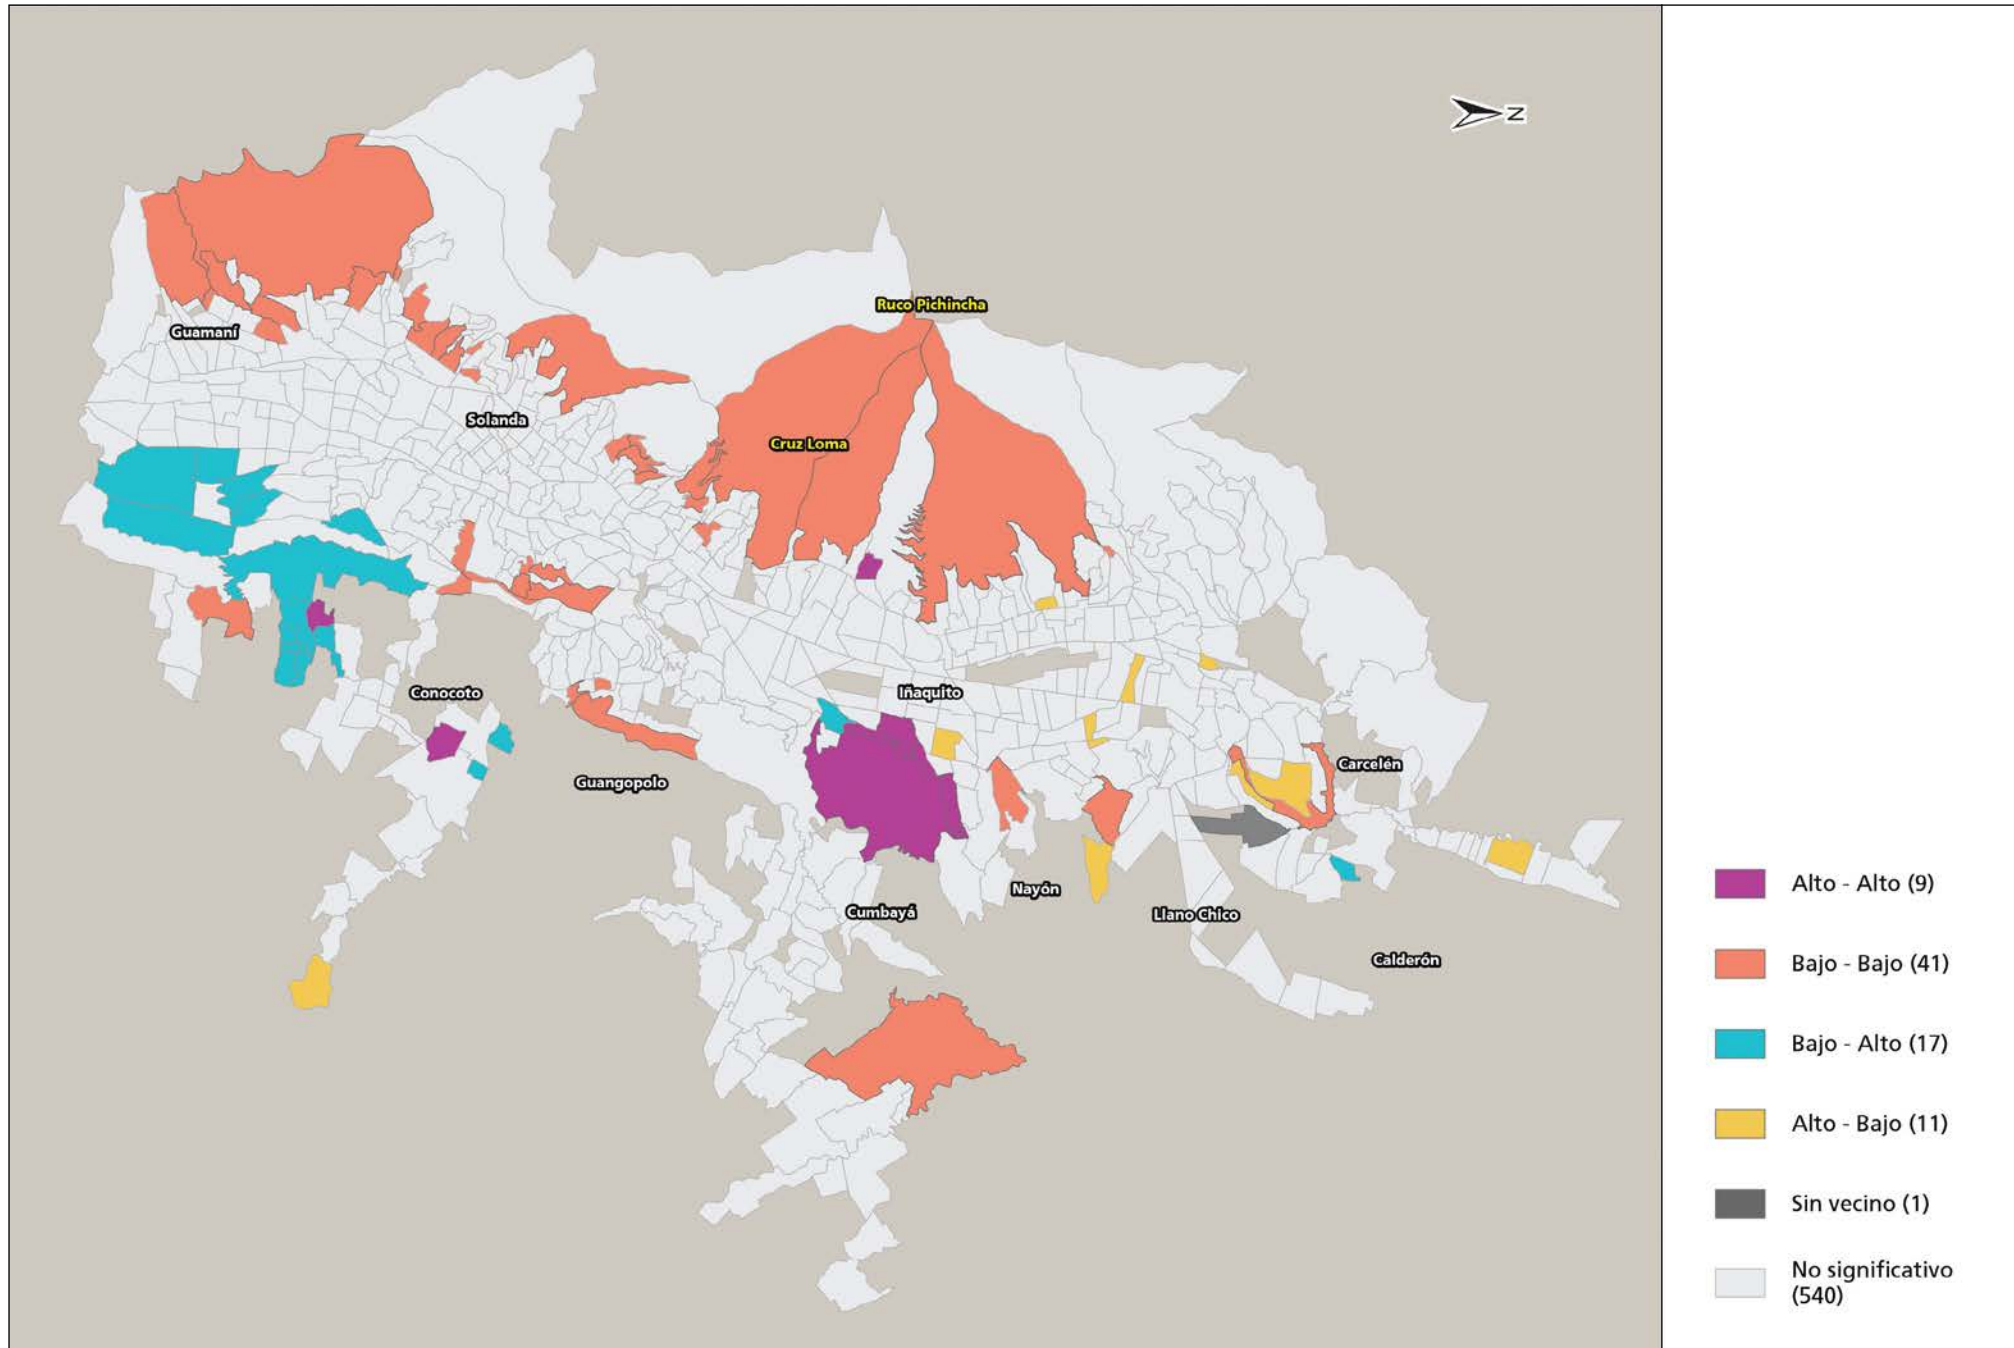 N
Ruco Pichincha
Guamaní
Solanda
Cruz Loma
Conocoto
Iñaquito
Guangopolo
Carcelén
Nayón
Cumbayá
Llano Chico
Calderón
Alto - Alto (9)
Bajo - Bajo (41)
Bajo - Alto (17)
Alto - Bajo (11)
Sin vecino (1)
No significativo
(540)